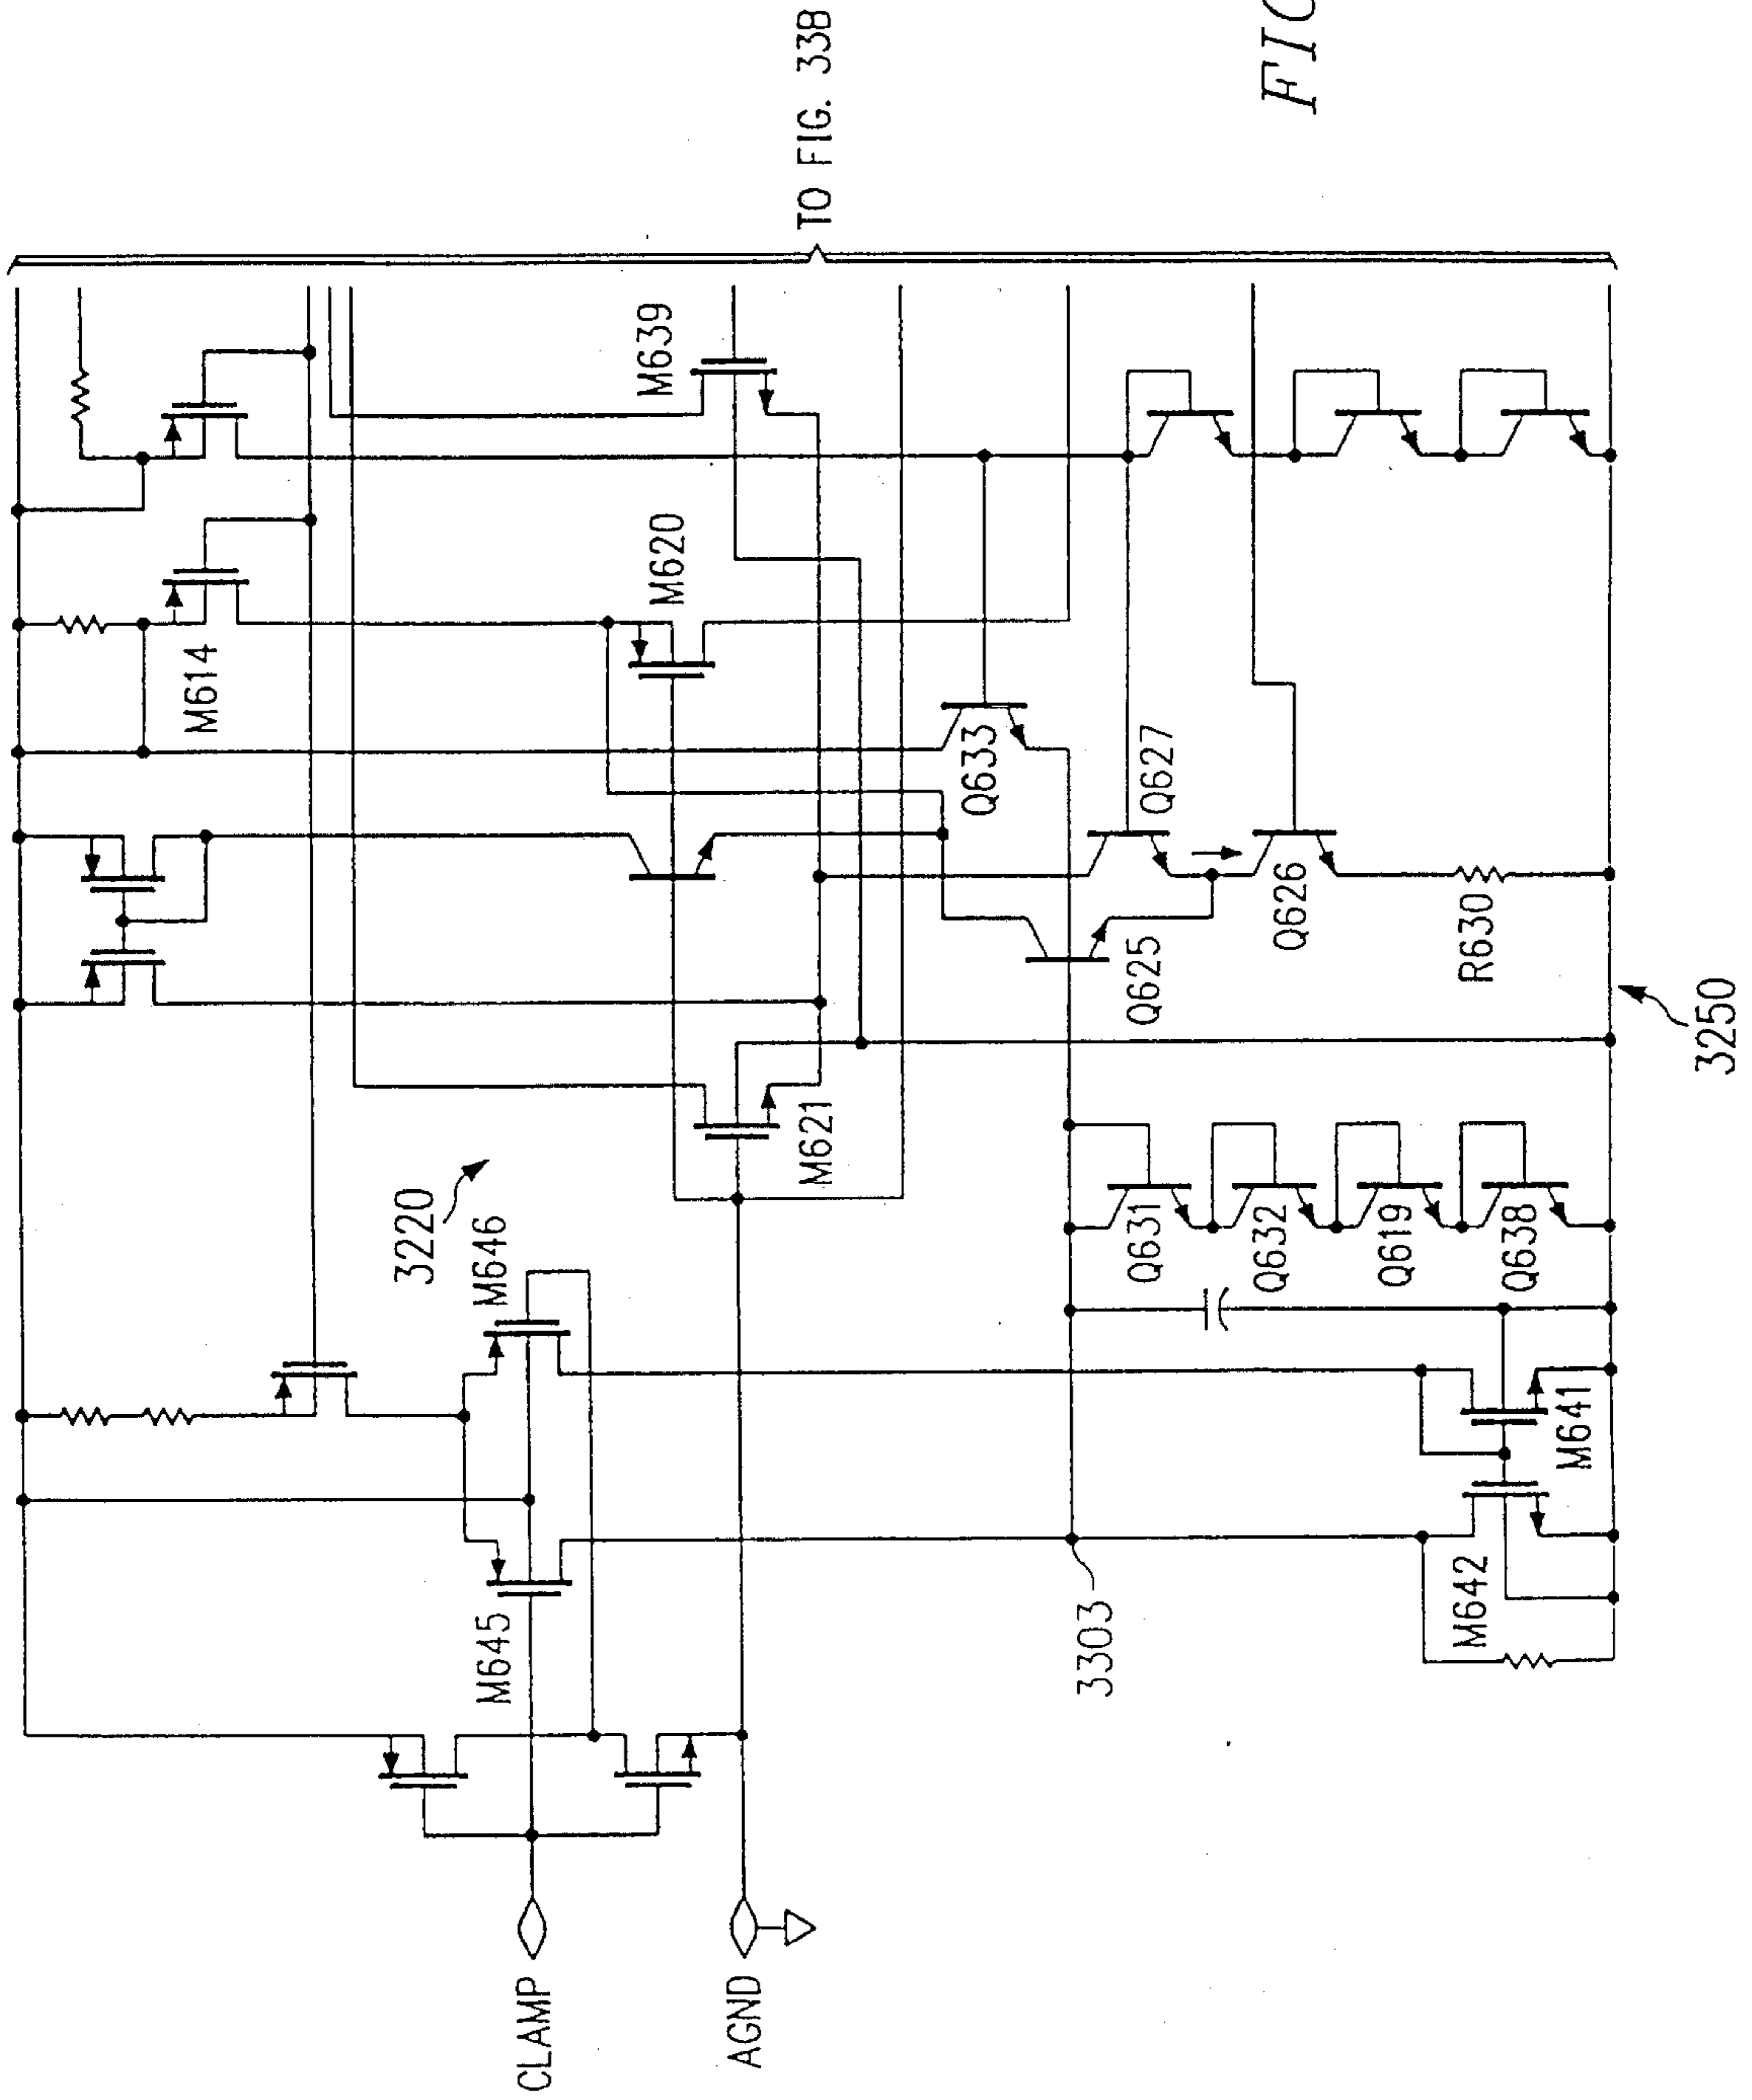 TO FIG. 33B
FIG
M639
M620
M614
Q633
Q627
Q626
R630
Q625
3250
M621
3220
M646
Q631
Q632
Q619
Q638
M641
M642
M645
3303
CLAMP
AGND